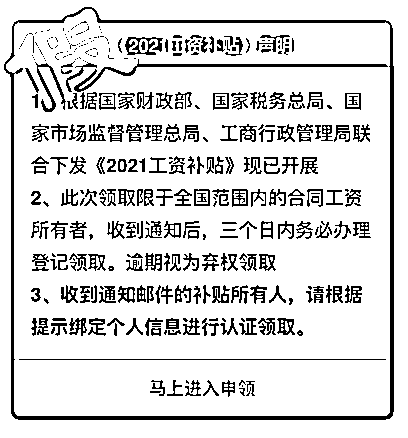 假
《2021工资补贴》声明
1、根据国家财政部、国家税务总局、国
家市场监督管理总局、工商行政管理局联
合下发《2021工资补贴》现已开展
2、此次领取限于全国范围内的合同工资
所有者，收到通知后，三个日内务必办理
登记领取。逾期视为弃权领取
3、收到通知邮件的补贴所有人，请根据
提示绑定个人信息进行认证领取。
马上进入申领